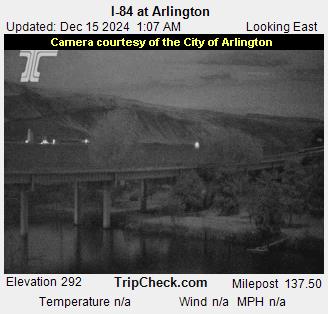 I-84 at Arlington
Updated: Dec 15 2024 1:07 AM Looking East
Camera courtesy of the City of Arlington
Elevation 292 TripCheck.com Milepost 137.50
Temperature n/a Wind n/a MPH n/a